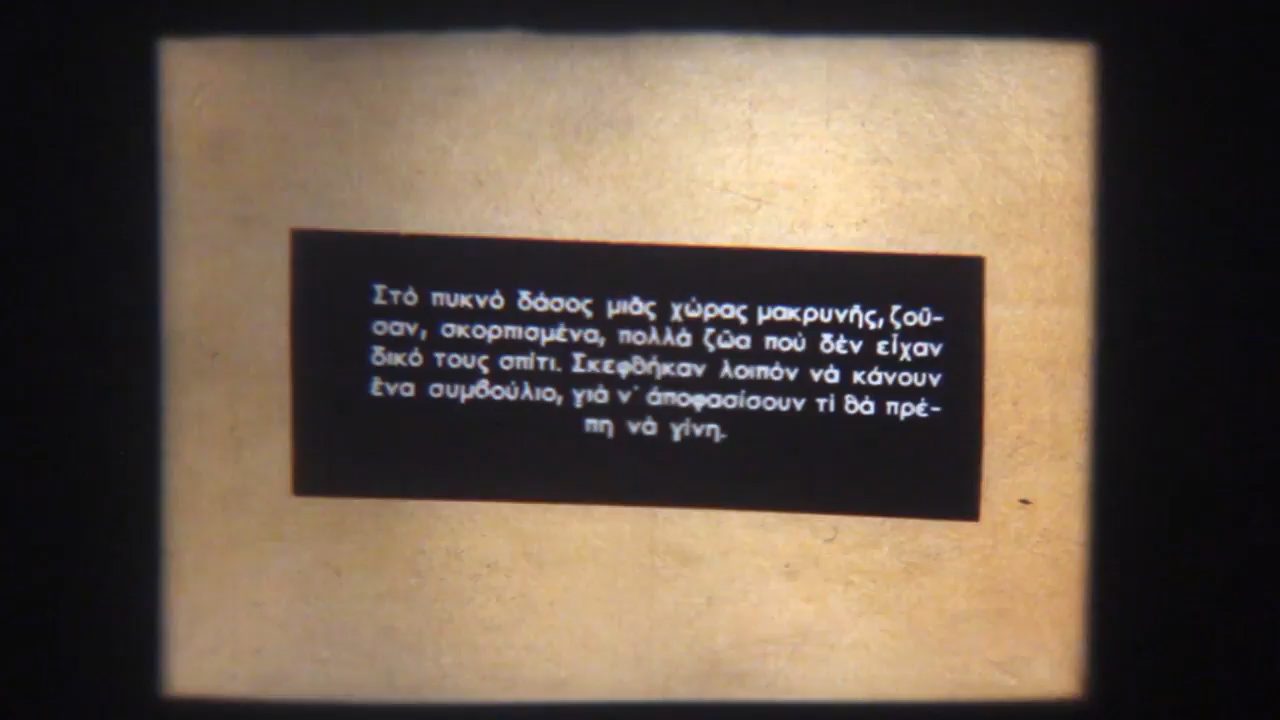 Στὸ πυκνὸ δάσος μιᾶς χώρας μακρυνῆς, ζοῦ-
σαν, σκορπισμένα, πολλὰ ζῶα ποὺ δὲν εἶχαν
δικό τους σπίτι. Σκεφθήκαν λοιπὸν νὰ κάνουν
ἕνα συμβούλιο, γιὰ ν' ἀποφασίσουν τί θὰ πρέ-
πη νὰ γίνη.